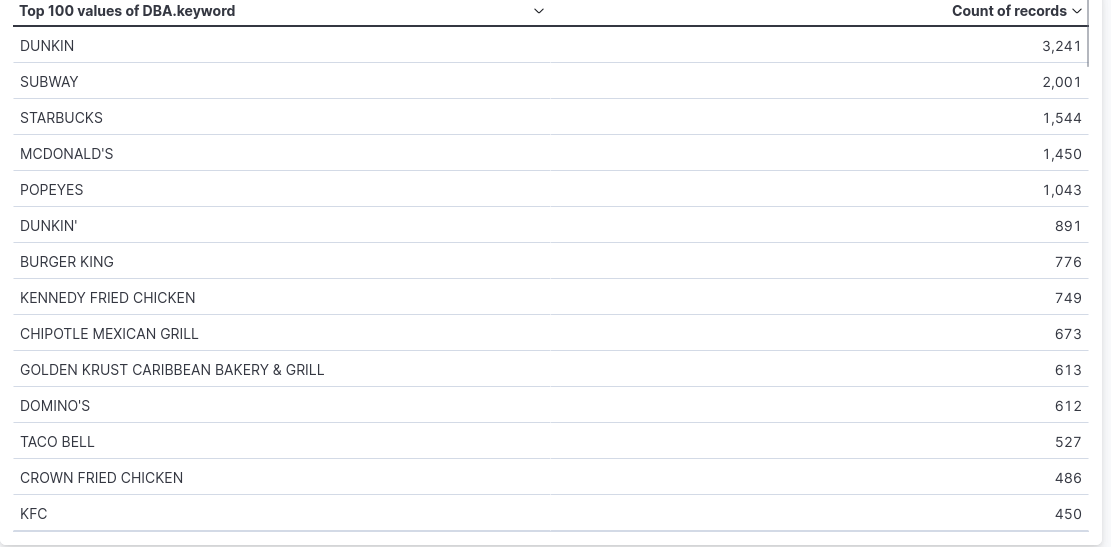 Top 100 values of DBA.keyword Count of records
DUNKIN 3,241
SUBWAY 2,001
STARBUCKS 1,544
MCDONALD'S 1,450
POPEYES 1,043
DUNKIN' 891
BURGER KING 776
KENNEDY FRIED CHICKEN 749
CHIPOTLE MEXICAN GRILL 673
GOLDEN KRUST CARIBBEAN BAKERY & GRILL 613
DOMINO'S 612
TACO BELL 527
CROWN FRIED CHICKEN 486
KFC 450